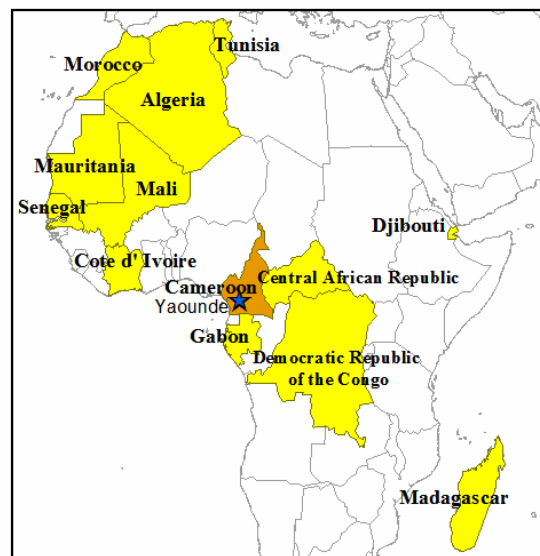 Tunisia
Morocco
Algeria
Mauritania
Mali
Senegal
Djibouti
Cote d' Ivoire
Central African Republic
Cameroon
Yaounde
Gabon
Democratic Republic
of the Congo
Madagascar